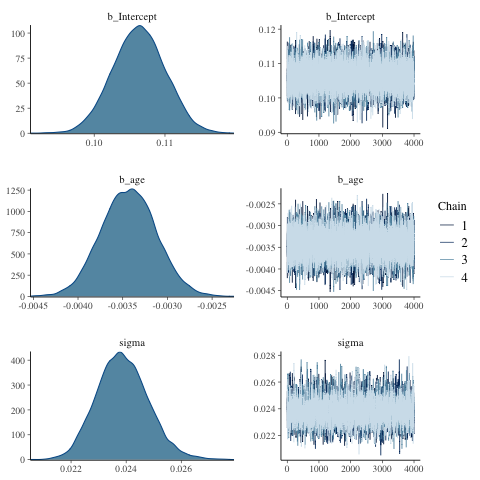 b_Intercept
100
75
50
25
0
0.10 0.11
b_Intercept
0.12
0.11
0.10
0.09
0 1000 2000 3000 4000
b_age
1250
1000
750
500
250
0
-0.0045 -0.0040 -0.0035 -0.0030 -0.0025
b_age
-0.0025
-0.0030
-0.0035
-0.0040
-0.0045
0 1000 2000 3000 4000
Chain
1
2
3
4
sigma
400
300
200
100
0
0.022 0.024 0.026
sigma
0.028
0.026
0.024
0.022
0 1000 2000 3000 4000